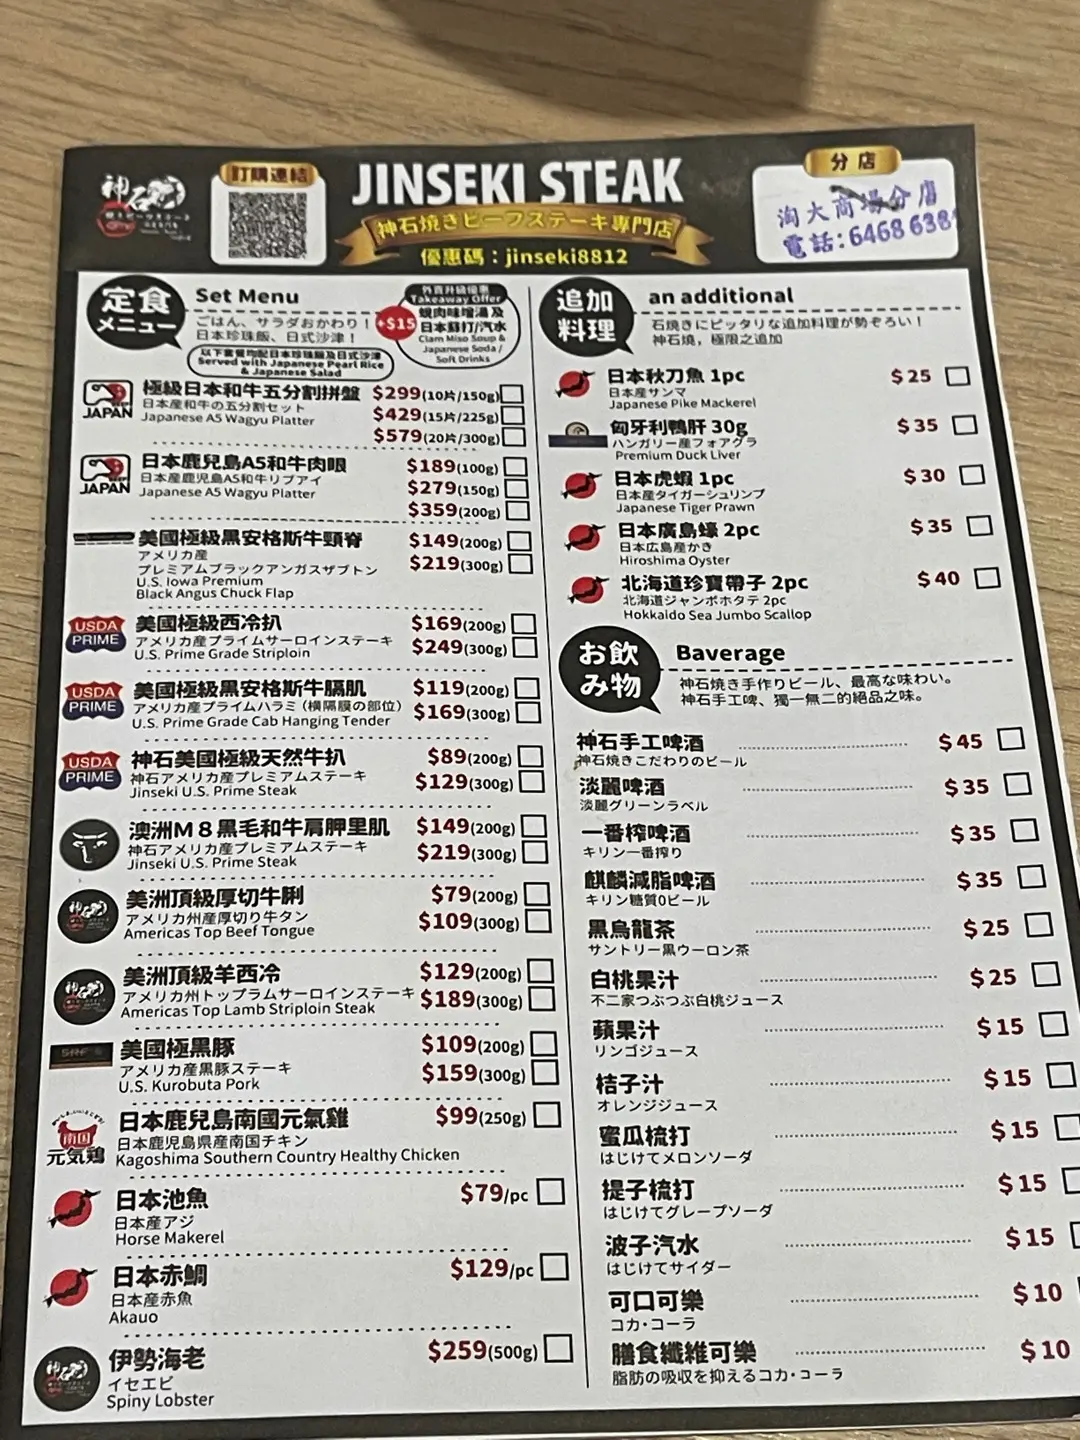 神石
訂購連結
JINSEKI STEAK
神石焼きビーフステーキ専門店
優惠碼：jinseki8812
分店
淘大商場分店
電話:6468 638
定食
メニュー
Set Menu
ごはん、サラダおかわり！
日本珍珠飯、日式沙津！
以下套餐均配日本珍珠飯及日式沙津
Served with Japanese Pearl Rice
& Japanese Salad
+$15
外賣升級優惠
Takeaway Offer
蜆肉味噌湯及
日本蘇打/汽水
Clam Miso Soup &
Japanese Soda /
Soft Drinks
JAPAN
極級日本和牛五分割拼盤 $299(10片/150g)
日本産和牛の五分割セット
Japanese A5 Wagyu Platter
$429(15片/225g)
$579(20片/300g)
JAPAN
日本鹿兒島A5和牛肉眼 $189(100g)
日本産鹿児島A5和牛リブアイ
Japanese A5 Wagyu Platter
$279(150g)
$359(200g)
美國極級黑安格斯牛頸脊 $149(200g)
アメリカ産
プレミアムブラックアンガスザブトン
$219(300g)
U.S. Iowa Premium
Black Angus Chuck Flap
USDA
PRIME
美國極級西冷扒 $169(200g)
アメリカ産プライムサーロインステーキ
U.S. Prime Grade Striploin
$249(300g)
USDA
PRIME
美國極級黑安格斯牛膈肌 $119(200g)
アメリカ産プライムハラミ（横隔膜の部位）
U.S. Prime Grade Cab Hanging Tender
$169(300g)
USDA
PRIME
神石美國極級天然牛扒 $89(200g)
神石アメリカ産プレミアムステーキ
Jinseki U.S. Prime Steak
$129(300g)
澳洲M８黑毛和牛肩胛里肌 $149(200g)
神石アメリカ産プレミアムステーキ
Jinseki U.S. Prime Steak
$219(300g)
神石
美洲頂級厚切牛脷 $79(200g)
アメリカ州産厚切り牛タン
Americas Top Beef Tongue
$109(300g)
神石
美洲頂級羊西冷 $129(200g)
アメリカ州トップラムサーロインステーキ
Americas Top Lamb Striploin Steak
$189(300g)
SRF
美國極黑豚 $109(200g)
アメリカ産黒豚ステーキ
U.S. Kurobuta Pork
$159(300g)
南国
元気鶏
日本鹿兒島南國元氣雞 $99(250g)
日本鹿児島県産南国チキン
Kagoshima Southern Country Healthy Chicken
日本池魚 $79/pc
日本産アジ
Horse Makerel
日本赤鯛 $129/pc
日本産赤魚
Akauo
神石
伊勢海老 $259(500g)
イセエビ
Spiny Lobster
追加
料理
an additional
石焼きにピッタリな追加料理が勢ぞろい！
神石燒，極限之追加
日本秋刀魚 1pc $25
日本産サンマ
Japanese Pike Mackerel
匈牙利鴨肝 30g $35
ハンガリー産フォアグラ
Premium Duck Liver
日本虎蝦 1pc $30
日本産タイガーシュリンプ
Japanese Tiger Prawn
日本廣島蠔 2pc $35
日本広島産かき
Hiroshima Oyster
北海道珍寶帶子 2pc $40
北海道ジャンボホタテ 2pc
Hokkaido Sea Jumbo Scallop
お飲
み物
Baverage
神石焼き手作りビール、最高な味わい。
神石手工啤、獨一無二的絕品之味。
神石手工啤酒 $45
神石焼きこだわりのビール
淡麗啤酒 $35
淡麗グリーンラベル
一番榨啤酒 $35
キリン一番搾り
麒麟減脂啤酒 $35
キリン糖質0ビール
黑烏龍茶 $25
サントリー黒ウーロン茶
白桃果汁 $25
不二家つぶつぶ白桃ジュース
蘋果汁 $15
リンゴジュース
桔子汁 $15
オレンジジュース
蜜瓜梳打 $15
はじけてメロンソーダ
提子梳打 $15
はじけてグレープソーダ
波子汽水 $15
はじけてサイダー
可口可樂 $10
コカ・コーラ
膳食纖維可樂 $10
脂肪の吸収を抑えるコカ・コーラ